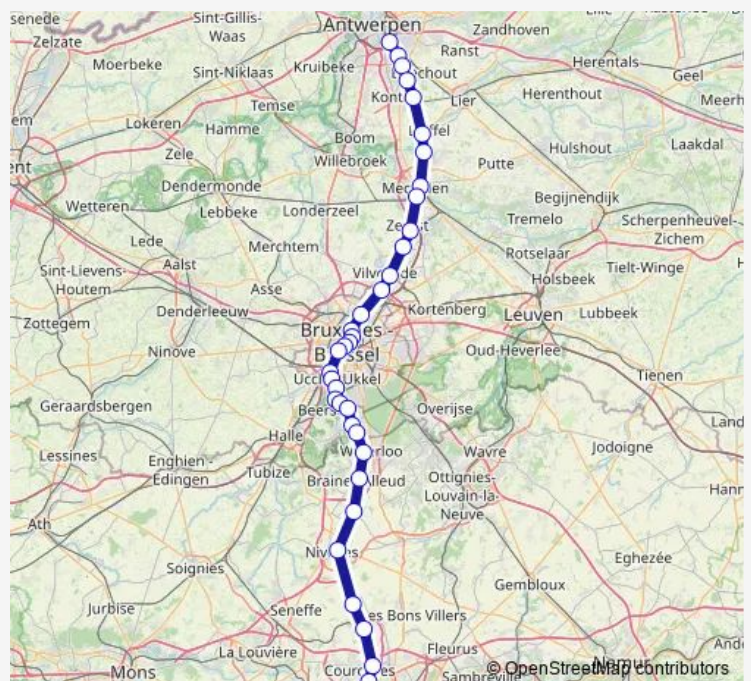 Sint-Gillis-
Waas
Antwerpen
Zandhoven
Zelzate
Ranst
Moerbeke
Kruibeke
Herentals
Sint-Niklaas
Geel
Temse
Lier
Herenthout
Lokeren
Hamme
Boom
Hulshout
Laakdal
Zele
Willebroek
Putte
Dendermonde
Begijnendijk
Wetteren
Lebbeke
Londerzeel
Tremelo
Scherpenheuvel-
Zichem
Lede
Merchtem
Rotselaar
Aalst
Tielt-Winge
Sint-Lievens-
Houtem
Asse
Holsbeek
Denderleeuw
Kortenberg
Leuven
Lubbeek
Zottegem
Ninove
Oud-Heverlee
Tienen
Geraardsbergen
Overijse
Halle
Wavre
Jodoigne
Lessines
Enghien -
Edingen
Tubize
Ottignies-
Louvain-la-
Neuve
Ath
Soignies
Eghezée
Gembloux
Jurbise
Seneffe
es Bons Villers
La Louvière
Fleurus
Mons
© OpenStreetMap contributors